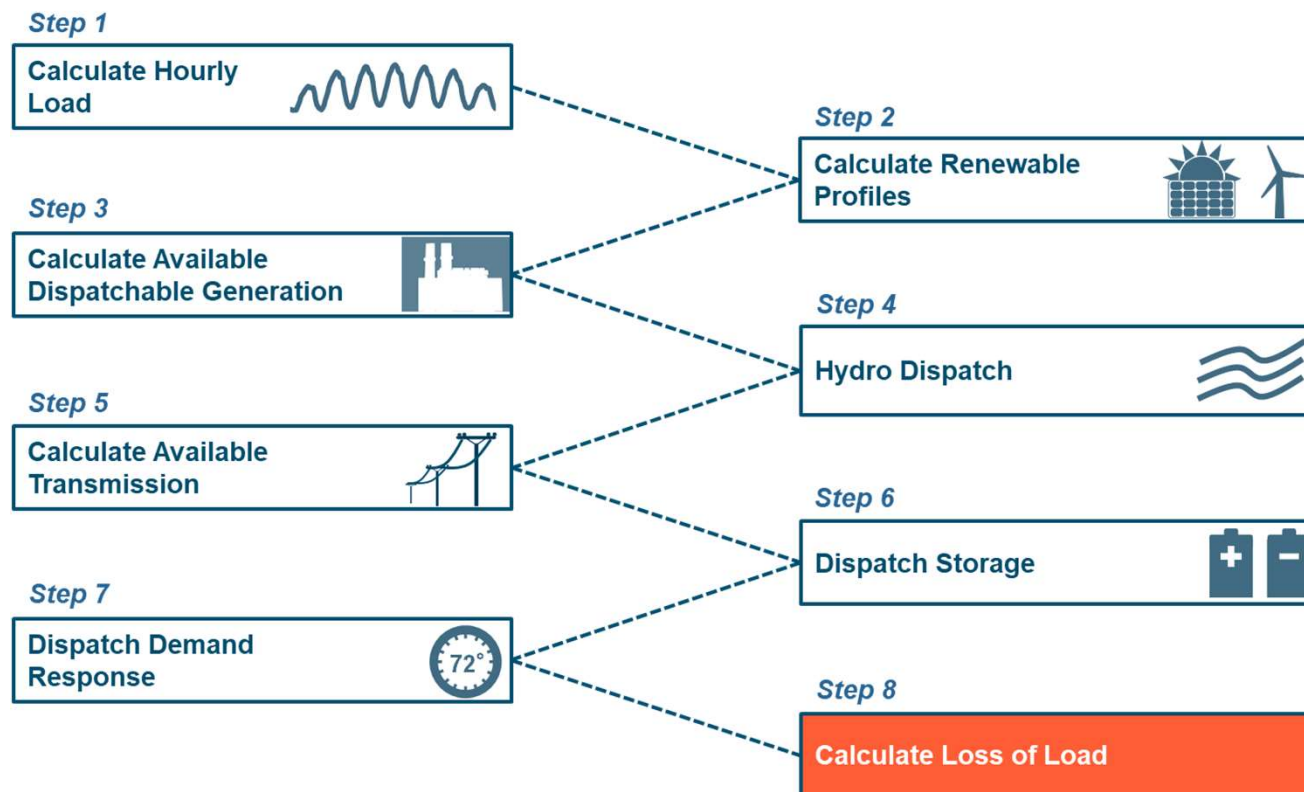 Step 1
Calculate Hourly
Load
Step 2
Calculate Renewable
Profiles
Step 3
Calculate Available
Dispatchable Generation
Step 4
Hydro Dispatch
Step 5
Calculate Available
Transmission
Step 6
Dispatch Storage
+ −
Step 7
Dispatch Demand
Response
72°
Step 8
Calculate Loss of Load